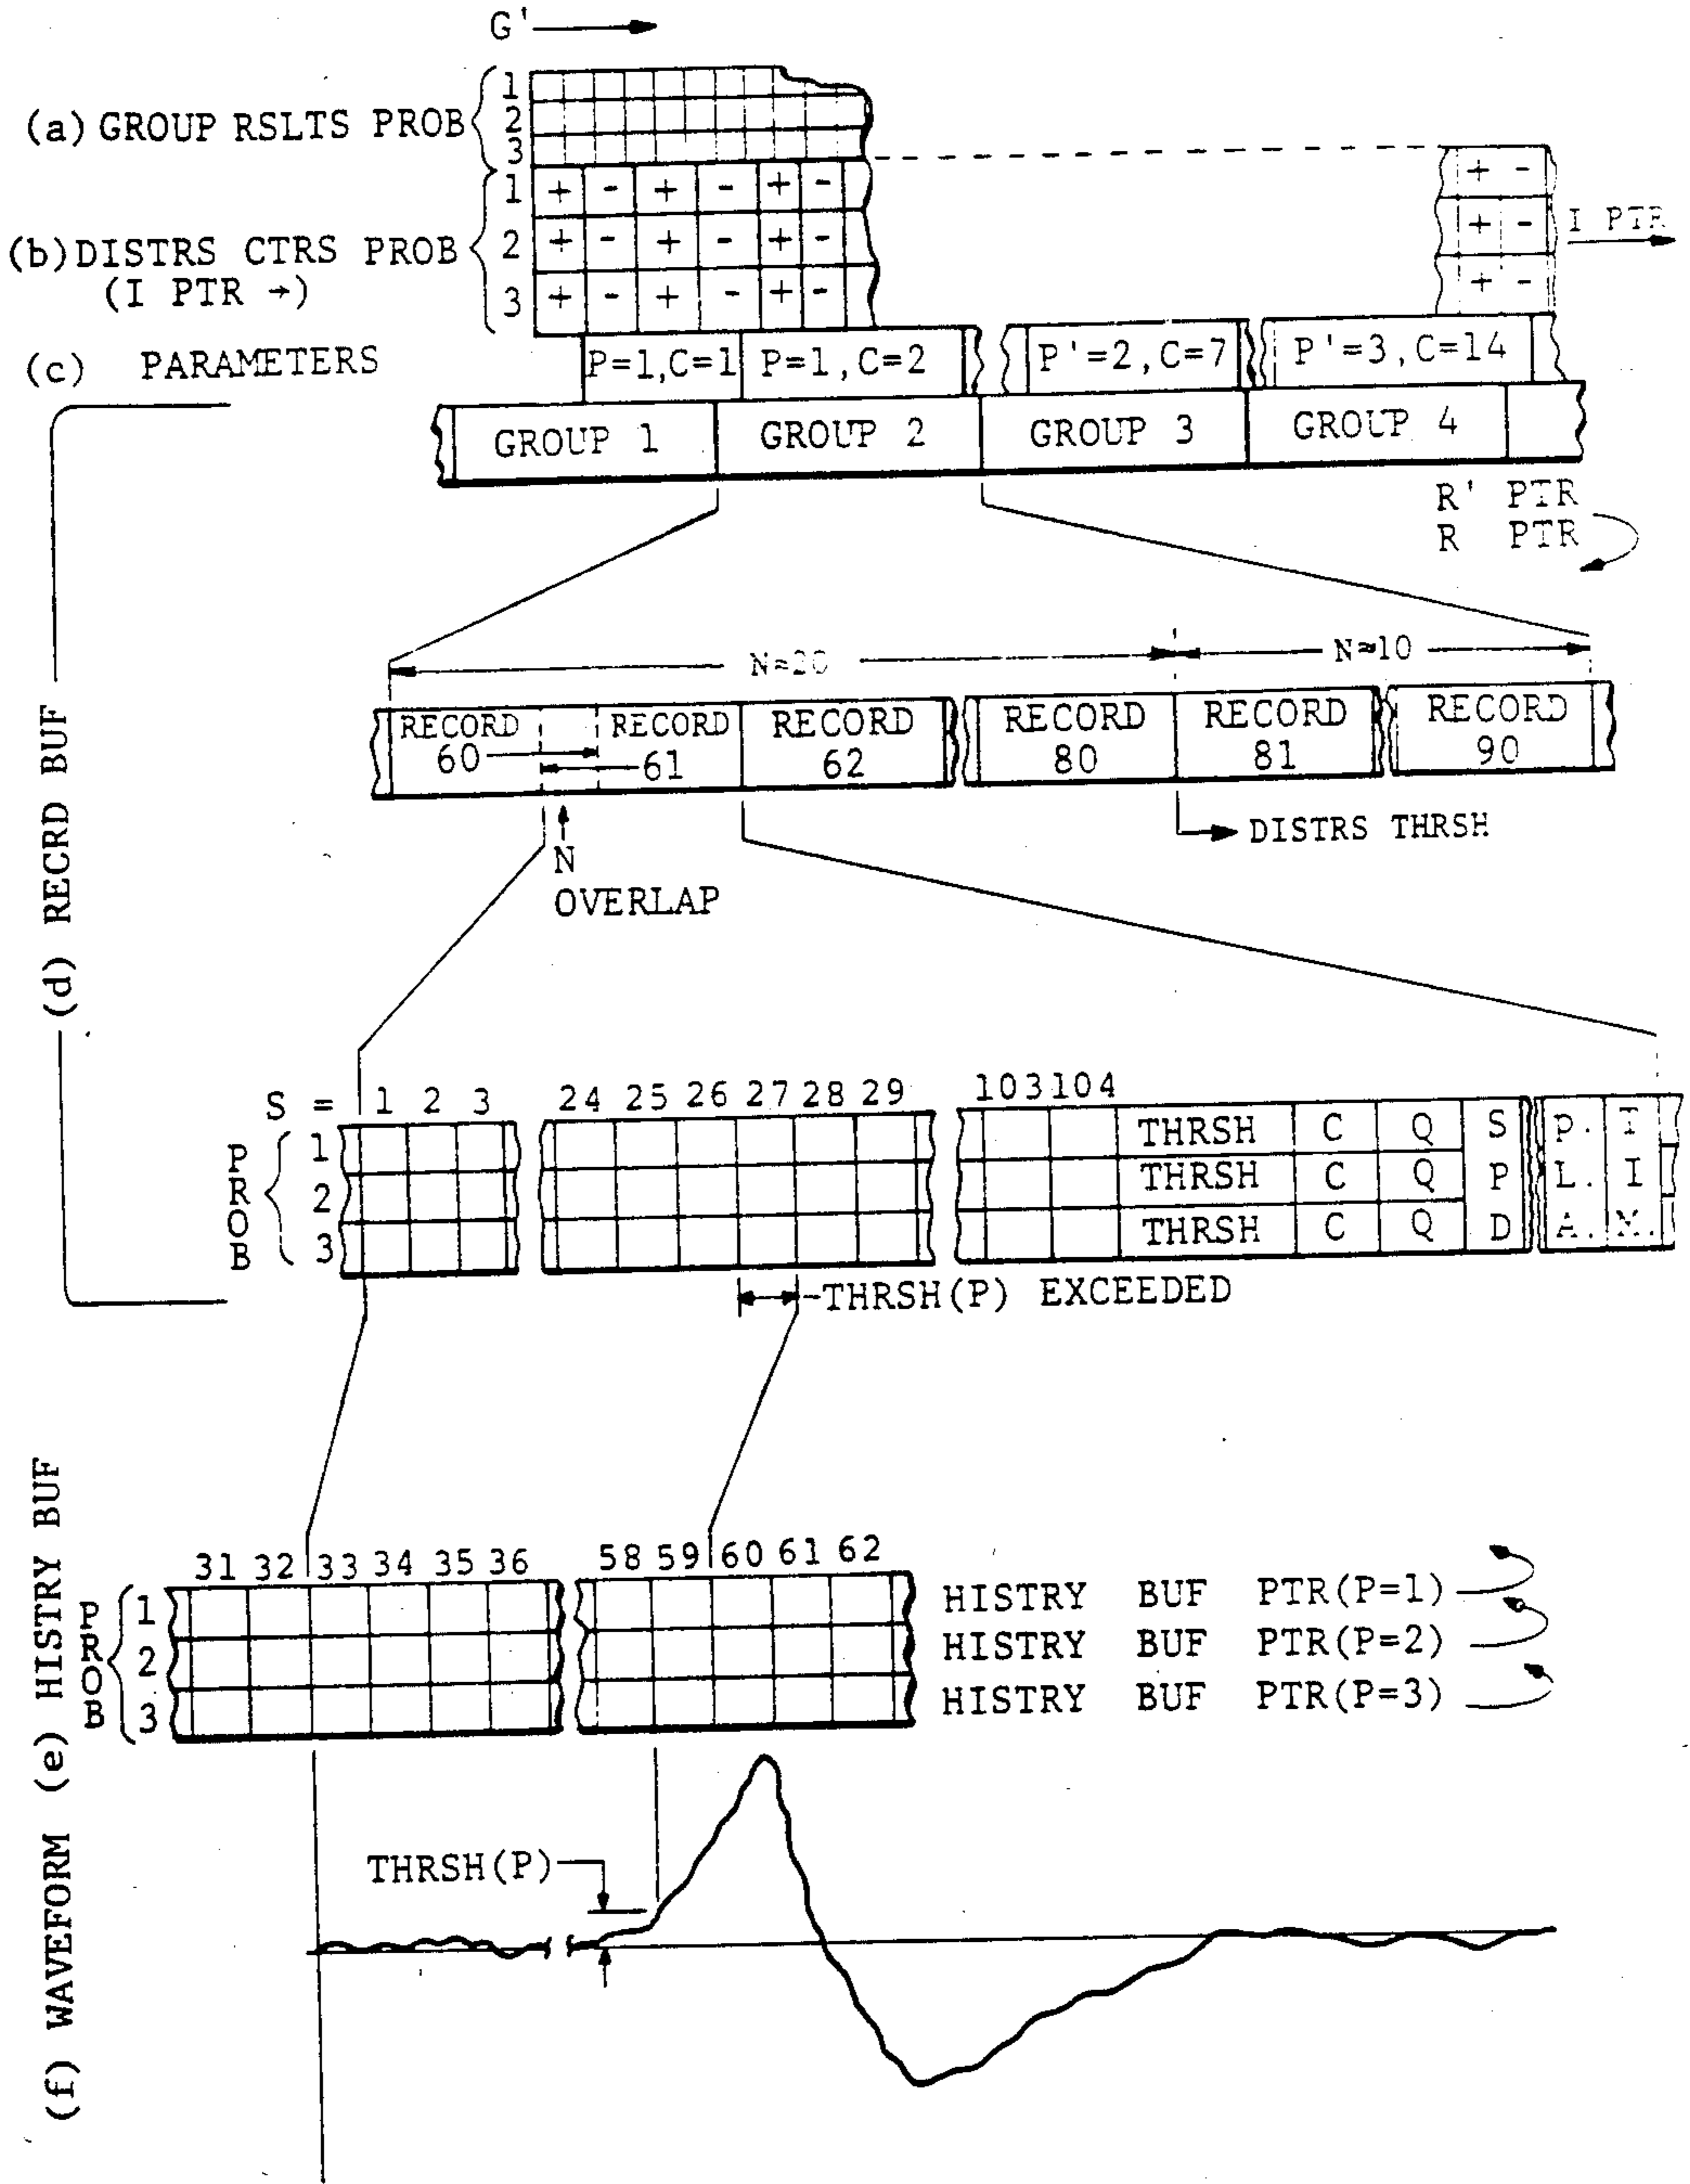 G'
(a) GROUP RSLTS PROB
1
2
3
(b) DISTRS CTRS PROB
(I PTR →)
1 + - + - + -
2 + - + - + -
3 + - + - + -
+ -
+ -
+ -
I PTR
(c) PARAMETERS
P=1,C=1 P=1,C=2 P'=2,C=7 P'=3,C=14
GROUP 1 GROUP 2 GROUP 3 GROUP 4
R' PTR
R PTR
(d) RECRD BUF
N≈20 N≈10
RECORD 60 RECORD 61 RECORD 62 RECORD 80 RECORD 81 RECORD 90
DISTRS THRSH
N
OVERLAP
S = 1 2 3 24 25 26 27 28 29 103 104
PROB
1 THRSH C Q S P. T
2 THRSH C Q P L. I
3 THRSH C Q D A. M.
THRSH(P) EXCEEDED
(e) HISTRY BUF
31 32 33 34 35 36 58 59 60 61 62
PROB
1 HISTRY BUF PTR(P=1)
2 HISTRY BUF PTR(P=2)
3 HISTRY BUF PTR(P=3)
(f) WAVEFORM
THRSH(P)